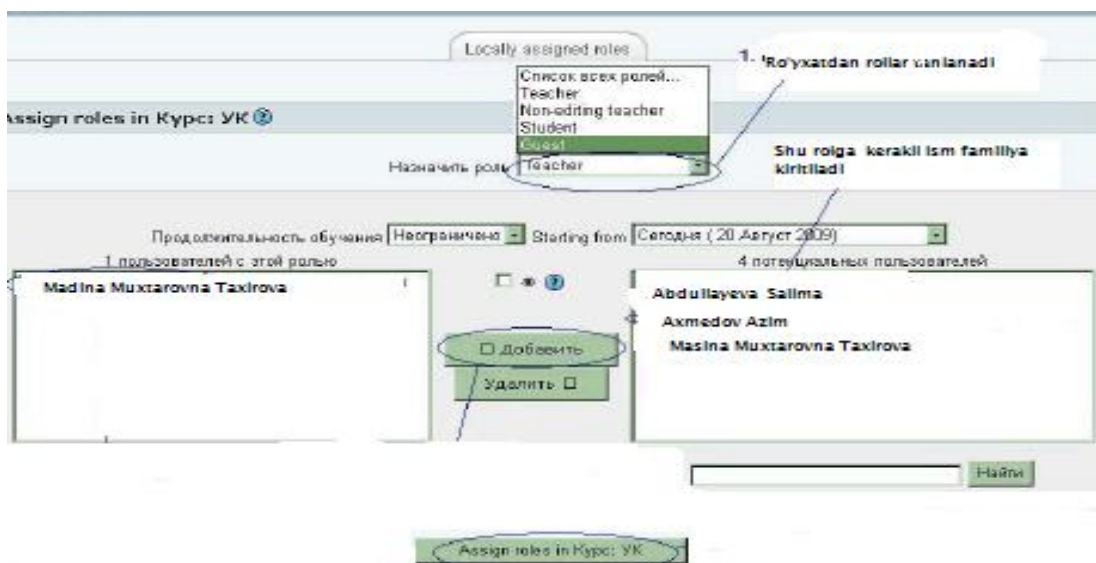 Locally assigned roles
1. Ro'yxatdan rollar tanlanadi
Список всех ролей...
Teacher
Non-editing teacher
Student
Guest
Assign roles in Курс: УК
Назначить роль Teacher
Shu rolga kerakli ism familiya
kiritiladi
Продолжительность обучения Неограничено Starting from Сегодня ( 20 Август 2009)
1 пользователей с этой ролью
4 потенциальных пользователей
Madina Muxtarovna Taxirova
Abdullayeva Salima
Axmedov Azim
Masina Muxtarovna Taxirova
Добавить
Удалить
Найти
Assign roles in Курс: УК